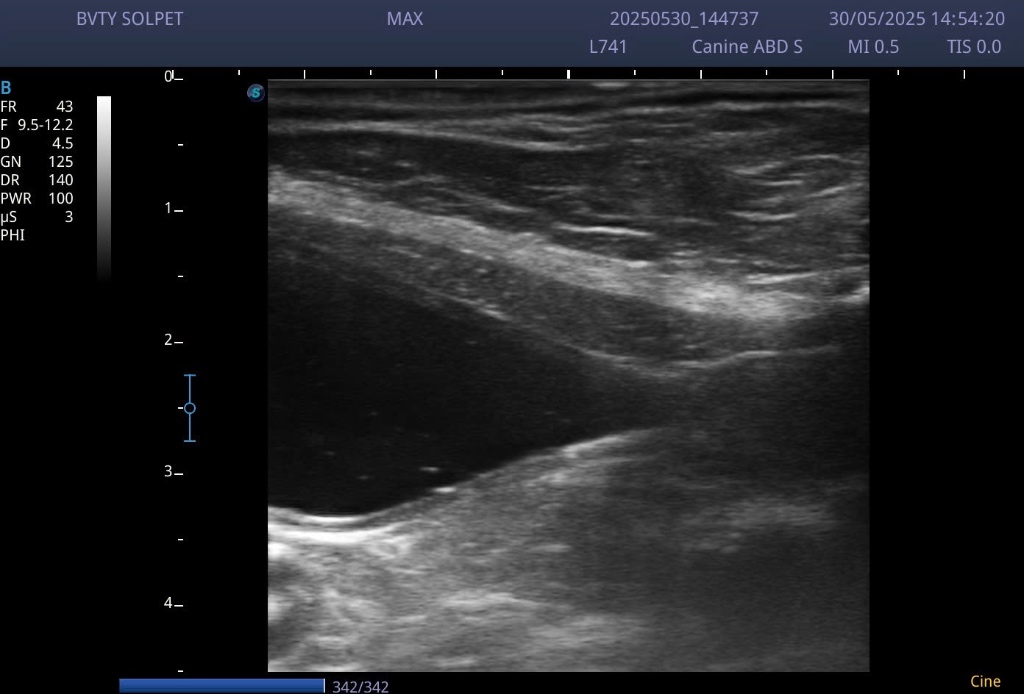 BVTY SOLPET MAX 20250530_144737 30/05/2025 14:54:20
L741 Canine ABD S MI 0.5 TIS 0.0
B
FR 43
F 9.5-12.2
D 4.5
GN 125
DR 140
PWR 100
µS 3
PHI
0
S
1
2
3
4
342/342
Cine